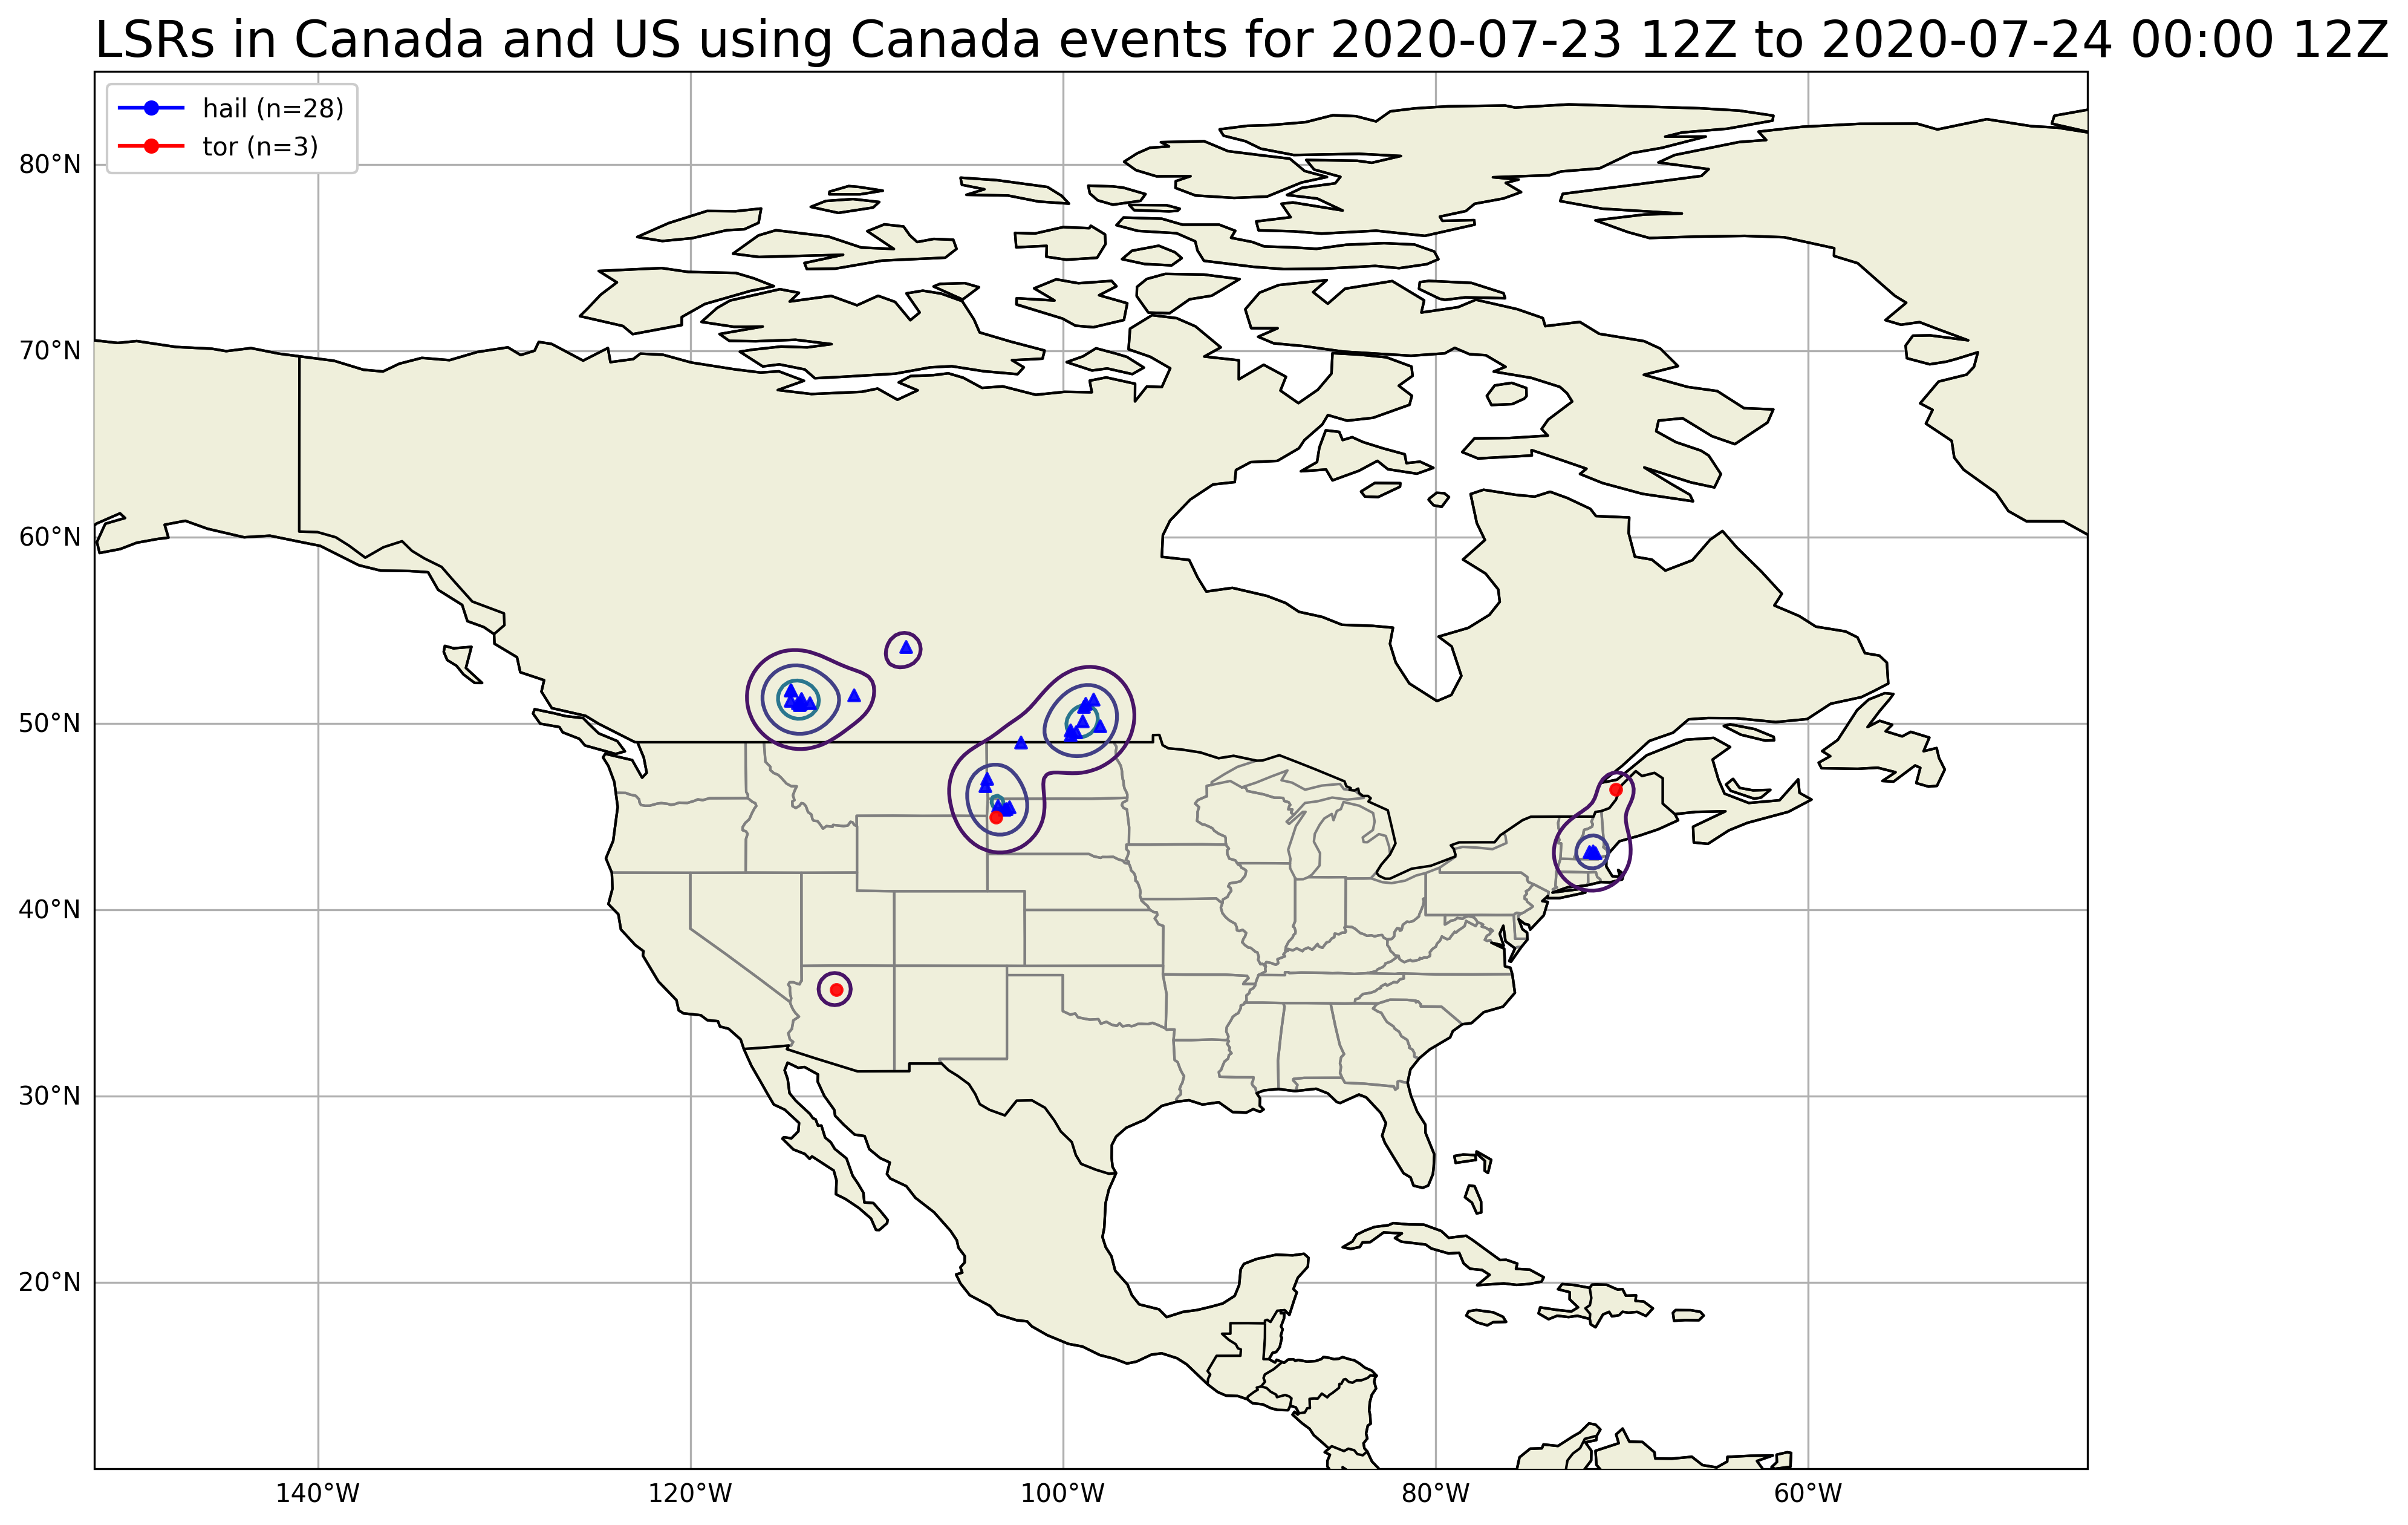 LSRs in Canada and US using Canada events for 2020-07-23 12Z to 2020-07-24 00:00 12Z
hail (n=28)
tor (n=3)
80°N
70°N
60°N
50°N
40°N
30°N
20°N
140°W
120°W
100°W
80°W
60°W